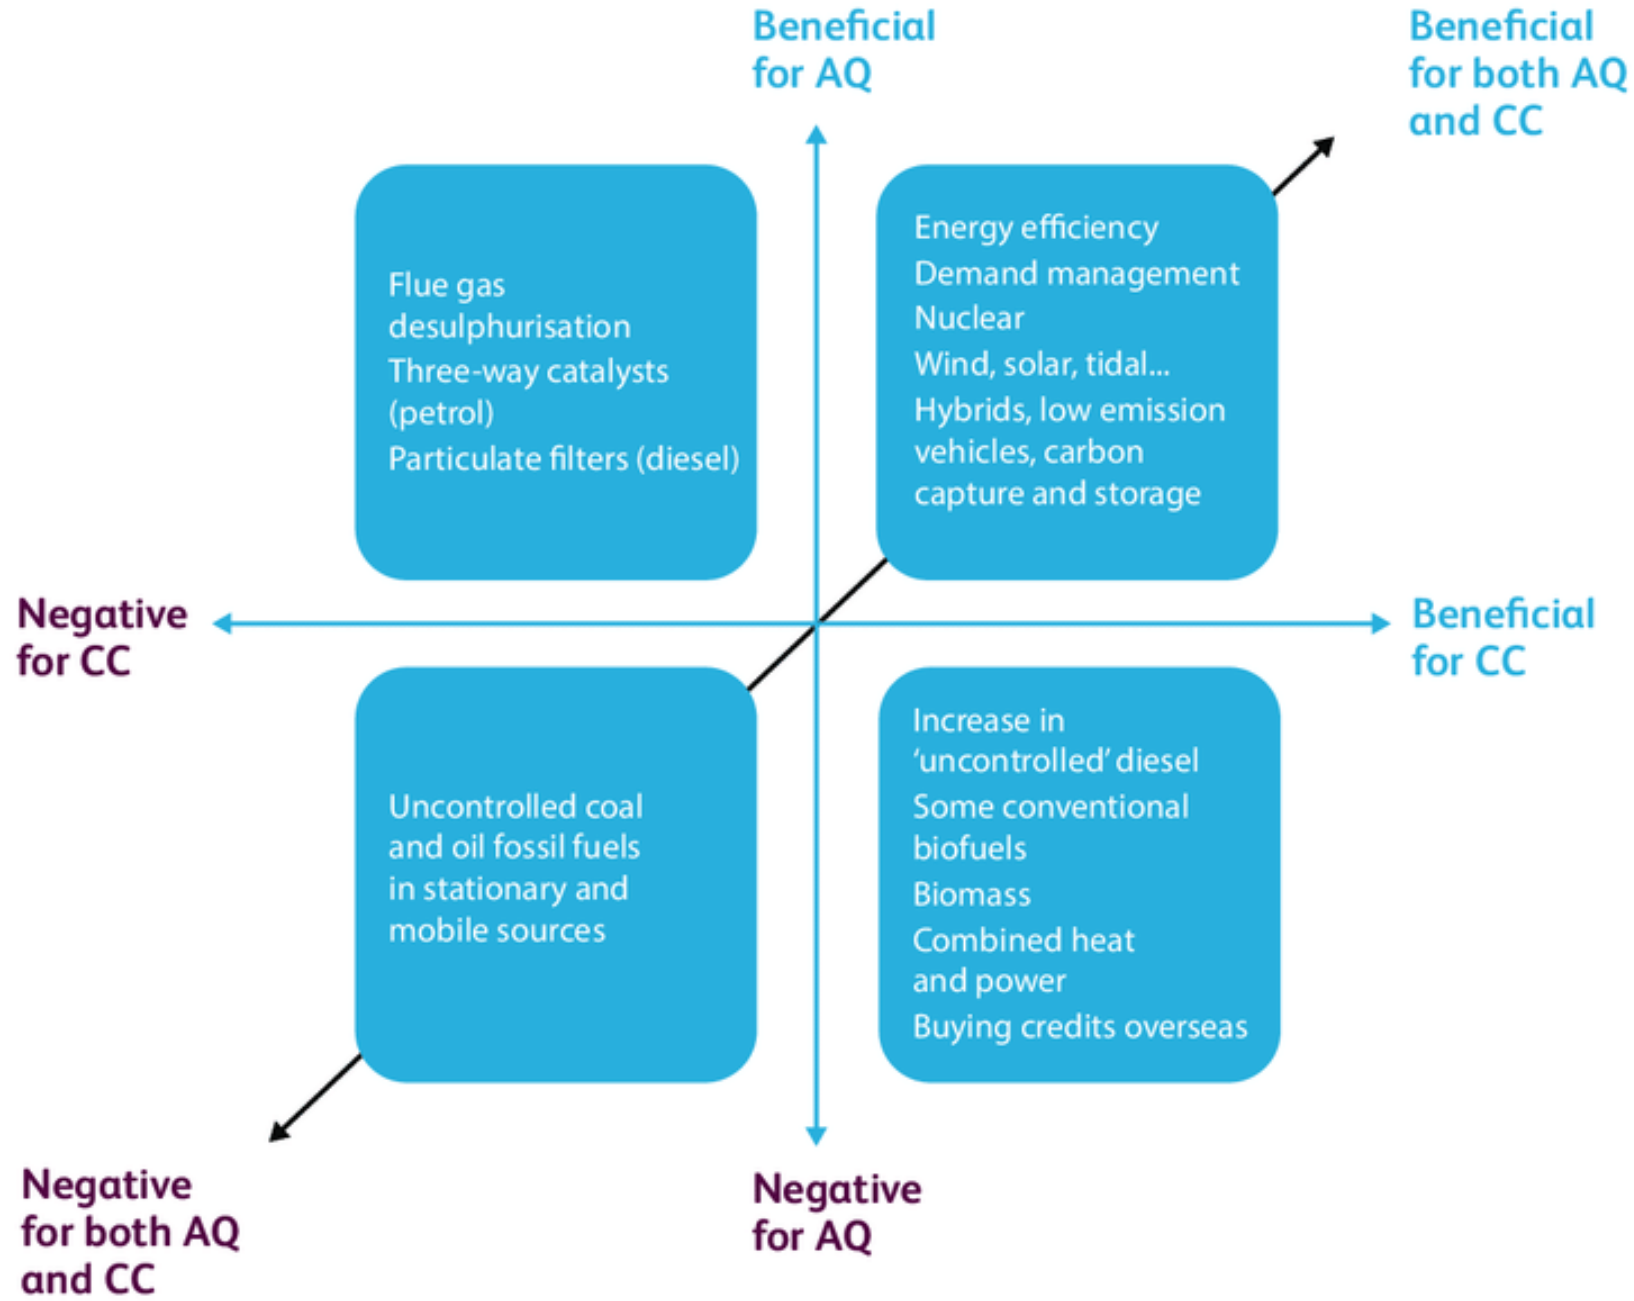 Beneficial
for AQ
Beneficial
for both AQ
and CC
Flue gas
desulphurisation
Three-way catalysts
(petrol)
Particulate filters (diesel)
Energy efficiency
Demand management
Nuclear
Wind, solar, tidal...
Hybrids, low emission
vehicles, carbon
capture and storage
Negative
for CC
Beneficial
for CC
Uncontrolled coal
and oil fossil fuels
in stationary and
mobile sources
Increase in
‘uncontrolled’ diesel
Some conventional
biofuels
Biomass
Combined heat
and power
Buying credits overseas
Negative
for both AQ
and CC
Negative
for AQ